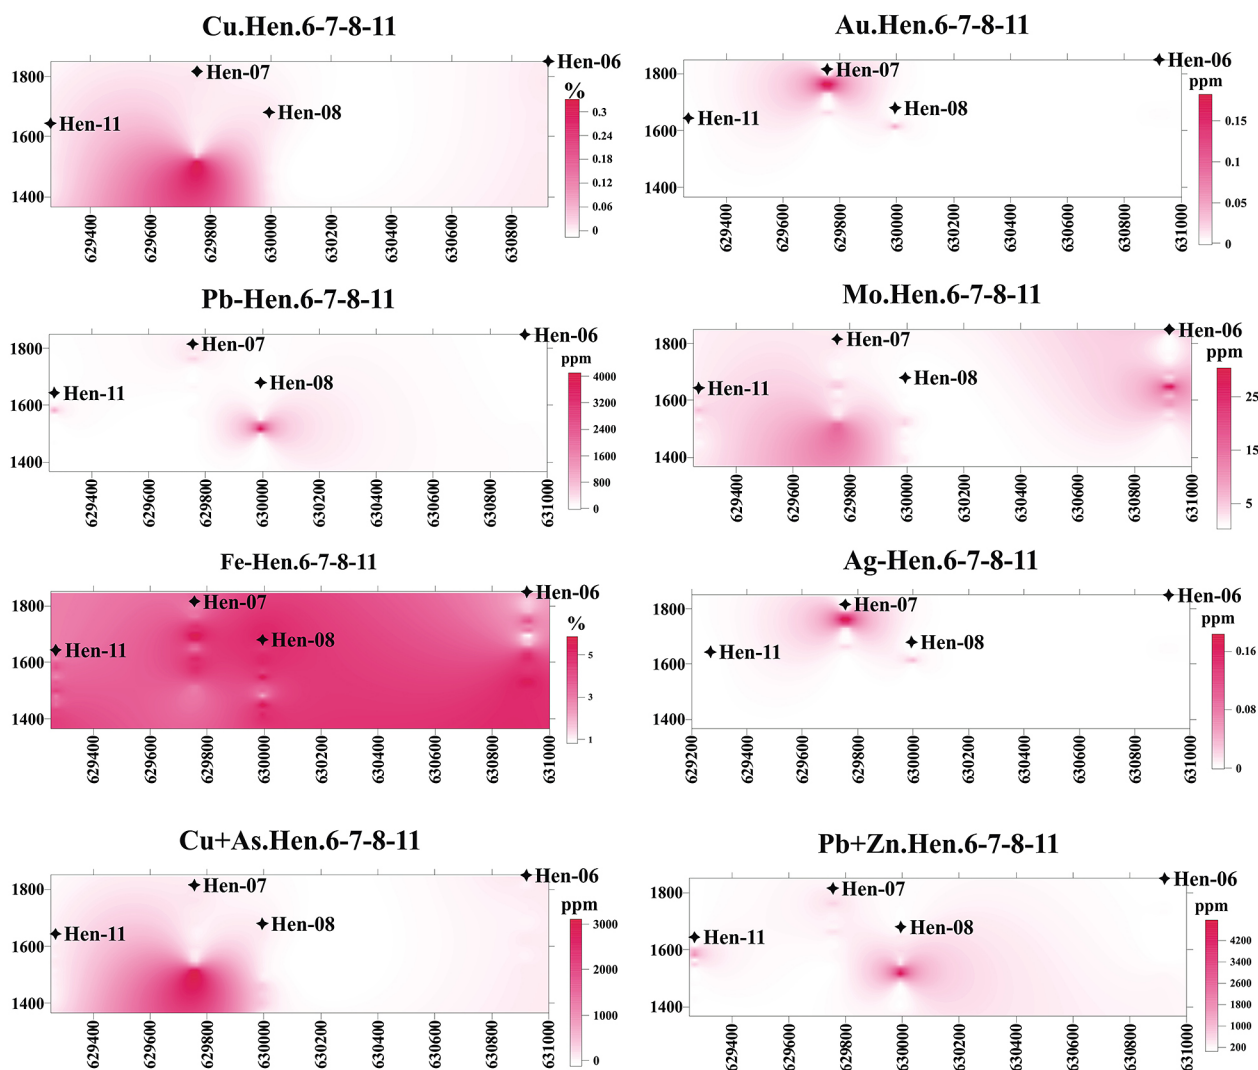 Cu.Hen.6-7-8-11
1800
1600
1400
Hen-11
Hen-07
Hen-08
Hen-06
%
0.3
0.24
0.18
0.12
0.06
0
629400
629600
629800
630000
630200
630400
630600
630800
Au.Hen.6-7-8-11
1800
1600
1400
Hen-11
Hen-07
Hen-08
Hen-06
ppm
0.15
0.1
0.05
0
629400
629600
629800
630000
630200
630400
630600
630800
631000
Pb-Hen.6-7-8-11
1800
1600
1400
Hen-11
Hen-07
Hen-08
Hen-06
ppm
4000
3200
2400
1600
800
0
629400
629600
629800
630000
630200
630400
630600
630800
631000
Mo.Hen.6-7-8-11
1800
1600
1400
Hen-11
Hen-07
Hen-08
Hen-06
ppm
25
15
5
629400
629600
629800
630000
630200
630400
630600
630800
631000
Fe-Hen.6-7-8-11
1800
1600
1400
Hen-11
Hen-07
Hen-08
Hen-06
%
5
3
1
629400
629600
629800
630000
630200
630400
630600
630800
631000
Ag-Hen.6-7-8-11
1800
1600
1400
Hen-11
Hen-07
Hen-08
Hen-06
ppm
0.16
0.08
0
629200
629400
629600
629800
630000
630200
630400
630600
630800
631000
Cu+As.Hen.6-7-8-11
1800
1600
1400
Hen-11
Hen-07
Hen-08
Hen-06
ppm
3000
2000
1000
0
629400
629600
629800
630000
630200
630400
630600
630800
631000
Pb+Zn.Hen.6-7-8-11
1800
1600
1400
Hen-11
Hen-07
Hen-08
Hen-06
ppm
4200
3400
2600
1800
1000
200
629400
629600
629800
630000
630200
630400
630600
630800
631000